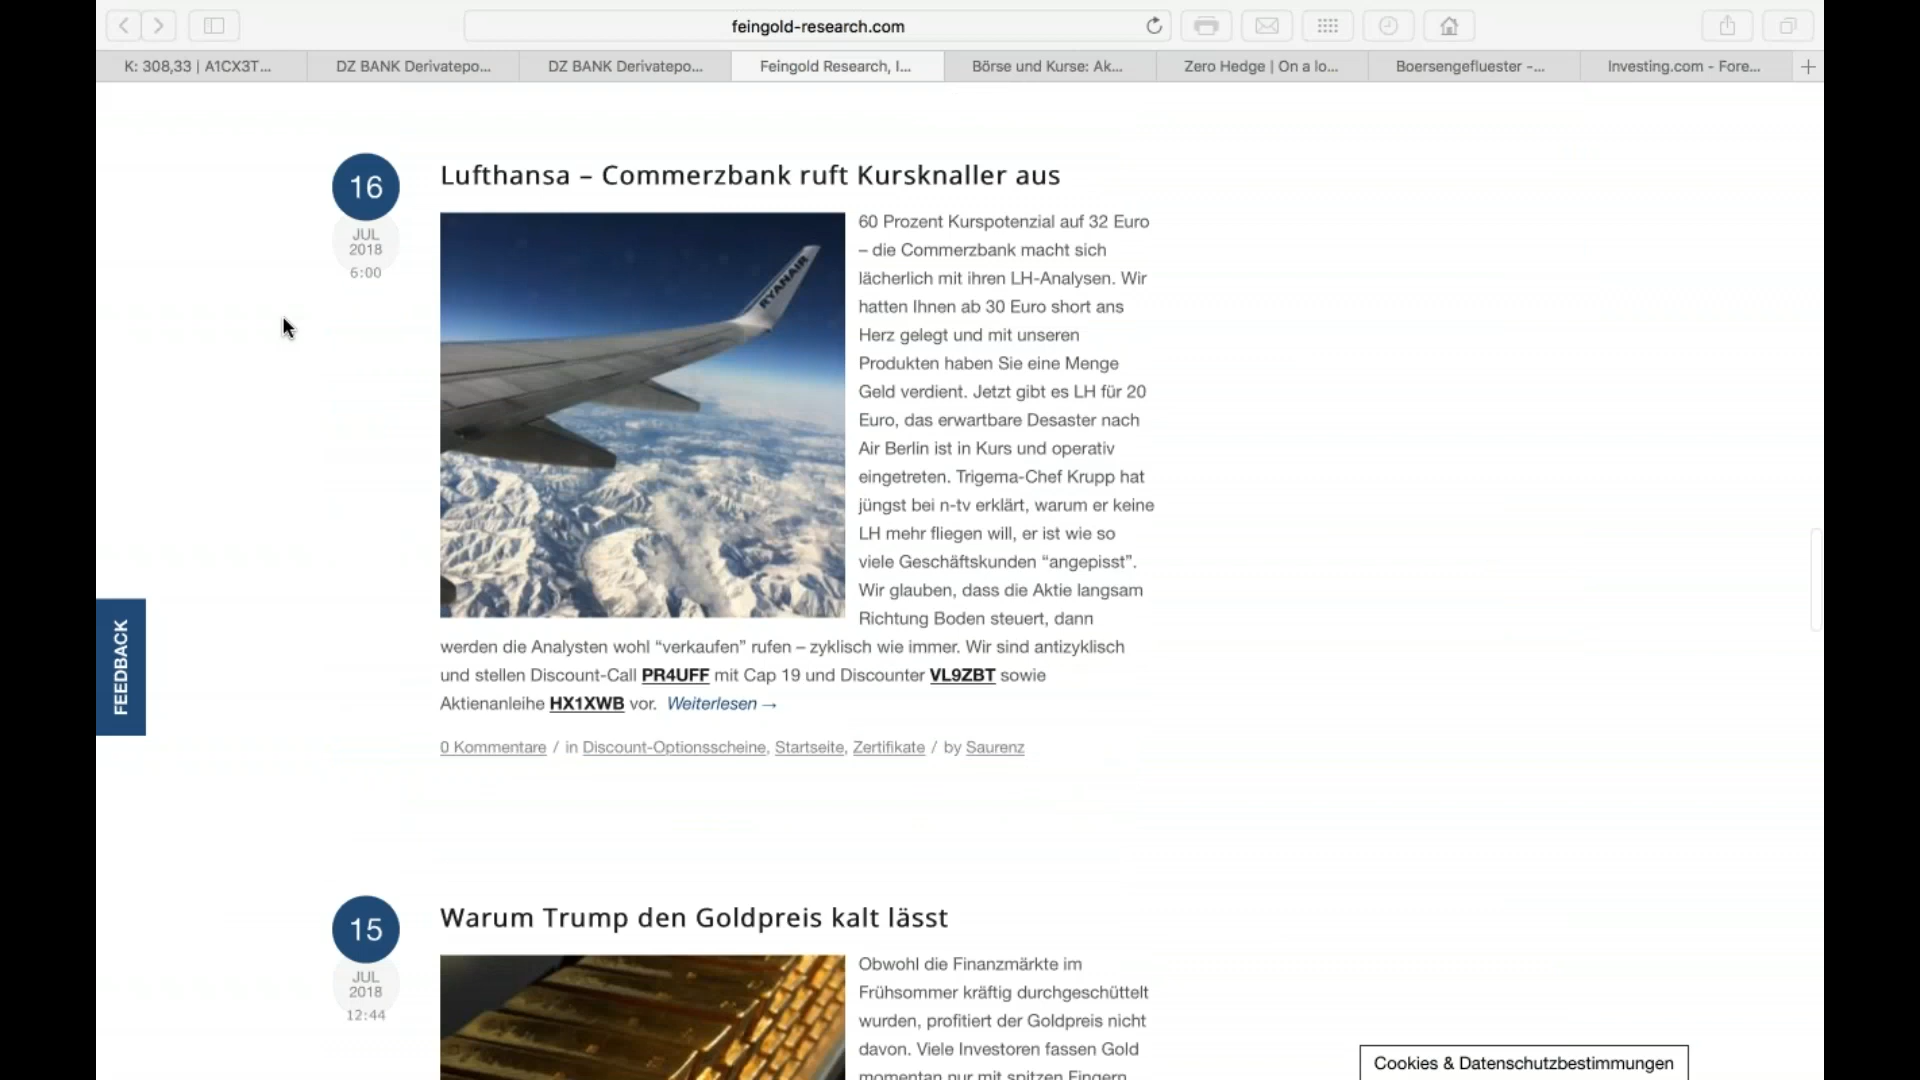 feingold-research.com
K: 308,33 | A1CX3T...
DZ BANK Derivatepo...
DZ BANK Derivatepo...
Feingold Research, I...
Börse und Kurse: Ak...
Zero Hedge | On a lo...
Boersengefluester -...
Investing.com - Fore...
16
JUL
2018
6:00
Lufthansa – Commerzbank ruft Kursknaller aus
RYANAIR
60 Prozent Kurspotenzial auf 32 Euro
– die Commerzbank macht sich
lächerlich mit ihren LH-Analysen. Wir
hatten Ihnen ab 30 Euro short ans
Herz gelegt und mit unseren
Produkten haben Sie eine Menge
Geld verdient. Jetzt gibt es LH für 20
Euro, das erwartbare Desaster nach
Air Berlin ist in Kurs und operativ
eingetreten. Trigema-Chef Krupp hat
jüngst bei n-tv erklärt, warum er keine
LH mehr fliegen will, er ist wie so
viele Geschäftskunden “angepisst”.
Wir glauben, dass die Aktie langsam
Richtung Boden steuert, dann
werden die Analysten wohl “verkaufen” rufen – zyklisch wie immer. Wir sind antizyklisch
und stellen Discount-Call PR4UFF mit Cap 19 und Discounter VL9ZBT sowie
Aktienanleihe HX1XWB vor. Weiterlesen →
0 Kommentare / in Discount-Optionsscheine, Startseite, Zertifikate / by Saurenz
FEEDBACK
15
JUL
2018
12:44
Warum Trump den Goldpreis kalt lässt
Obwohl die Finanzmärkte im
Frühsommer kräftig durchgeschüttelt
wurden, profitiert der Goldpreis nicht
davon. Viele Investoren fassen Gold
momentan nur mit spitzen Fingern
Cookies & Datenschutzbestimmungen